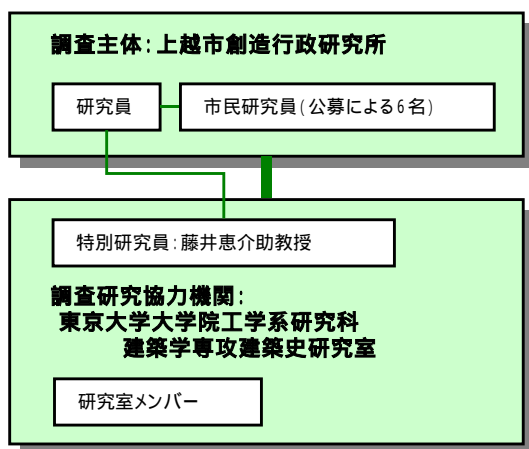 調査主体:上越市創造行政研究所
研究員
市民研究員(公募による6名)
特別研究員:藤井恵介助教授
調査研究協力機関:
東京大学大学院工学系研究科
建築学専攻建築史研究室
研究室メンバー